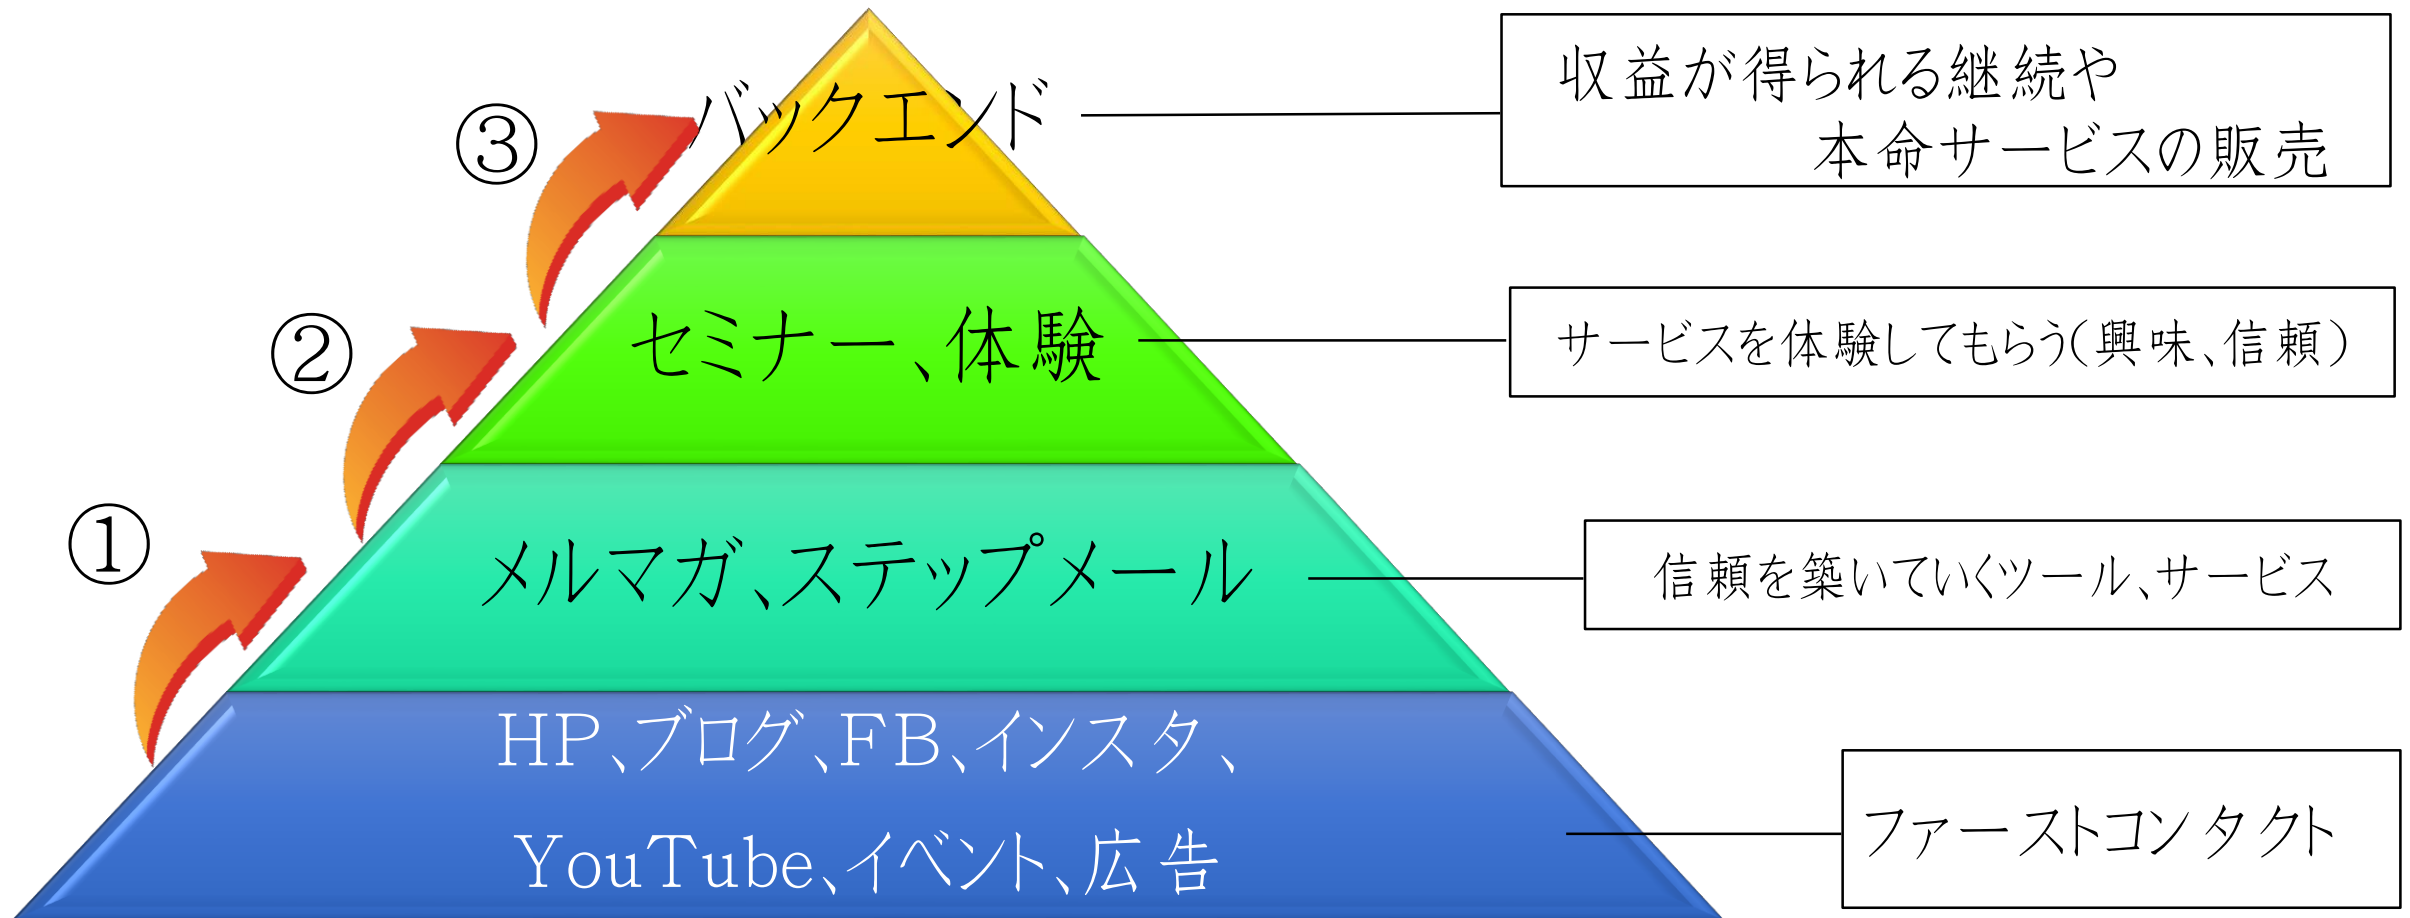 ③
バックエンド
収益が得られる継続や
本命サービスの販売
②
セミナー、体験
サービスを体験してもらう(興味、信頼)
①
メルマガ、ステップメール
信頼を築いていくツール、サービス
HP、ブログ、FB、インスタ、
YouTube、イベント、広告
ファーストコンタクト